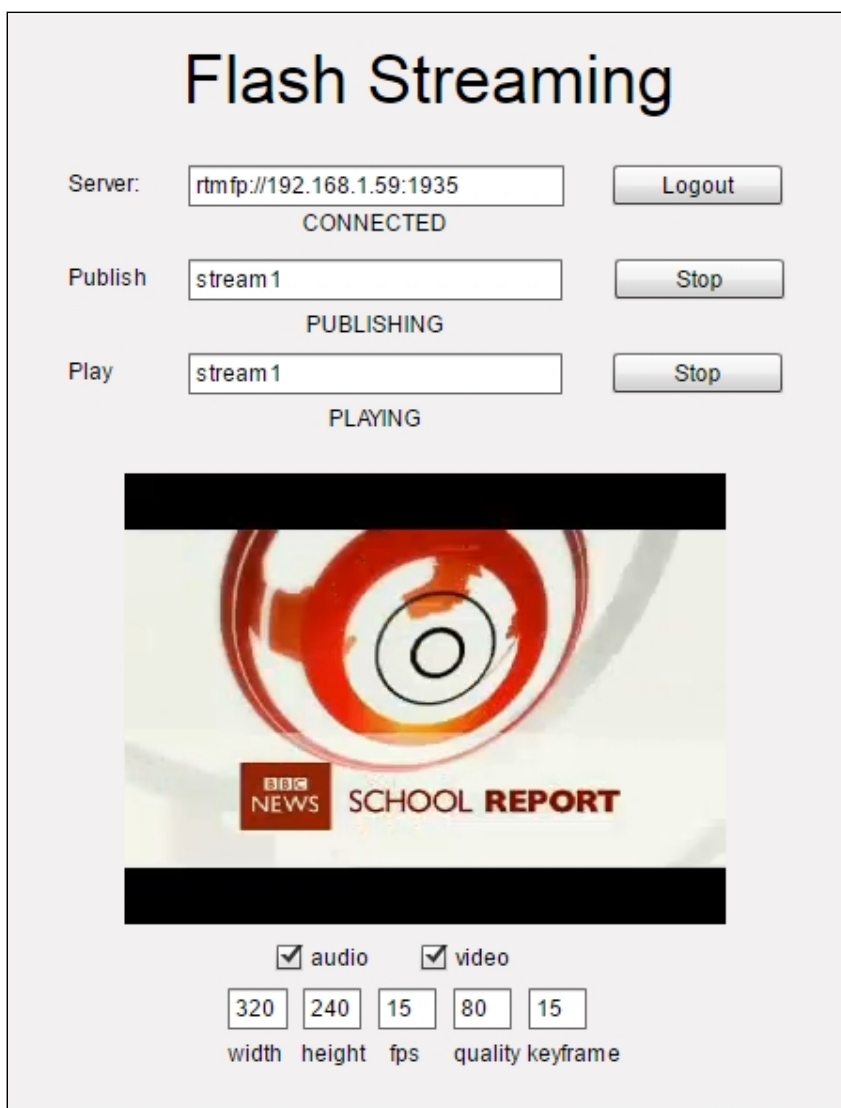 Flash Streaming
Server: rtmfp://192.168.1.59:1935 Logout
CONNECTED
Publish stream1 Stop
PUBLISHING
Play stream1 Stop
PLAYING
BBC
NEWS SCHOOL REPORT
audio video
320 240 15 80 15
width height fps quality keyframe